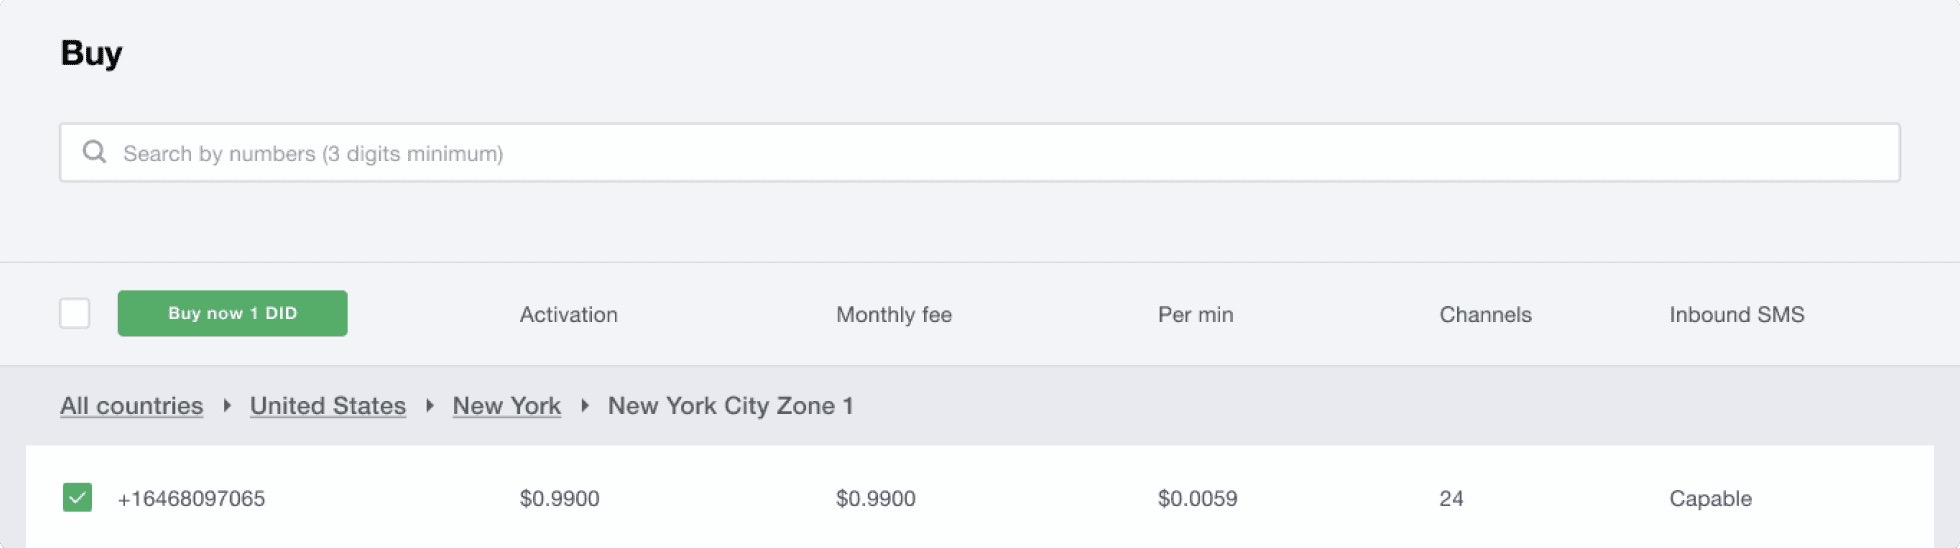 Buy
Search by numbers (3 digits minimum)
Buy now 1 DID Activation Monthly fee Per min Channels Inbound SMS
All countries United States New York New York City Zone 1
+16468097065 $0.9900 $0.9900 $0.0059 24 Capable